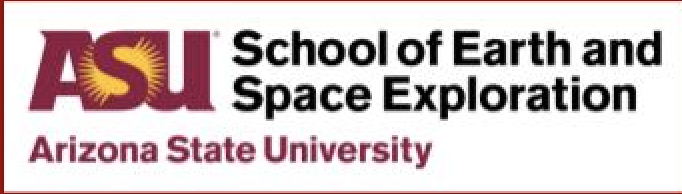 ASU School of Earth and
Space Exploration
Arizona State University